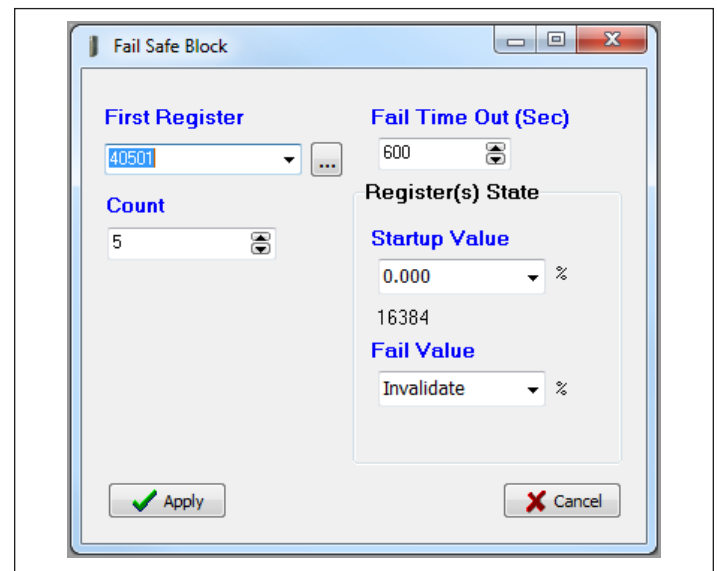 Fail Safe Block
First Register
40501
...
Count
5
Fail Time Out (Sec)
600
Register(s) State
Startup Value
0.000 %
16384
Fail Value
Invalidate %
Apply
Cancel